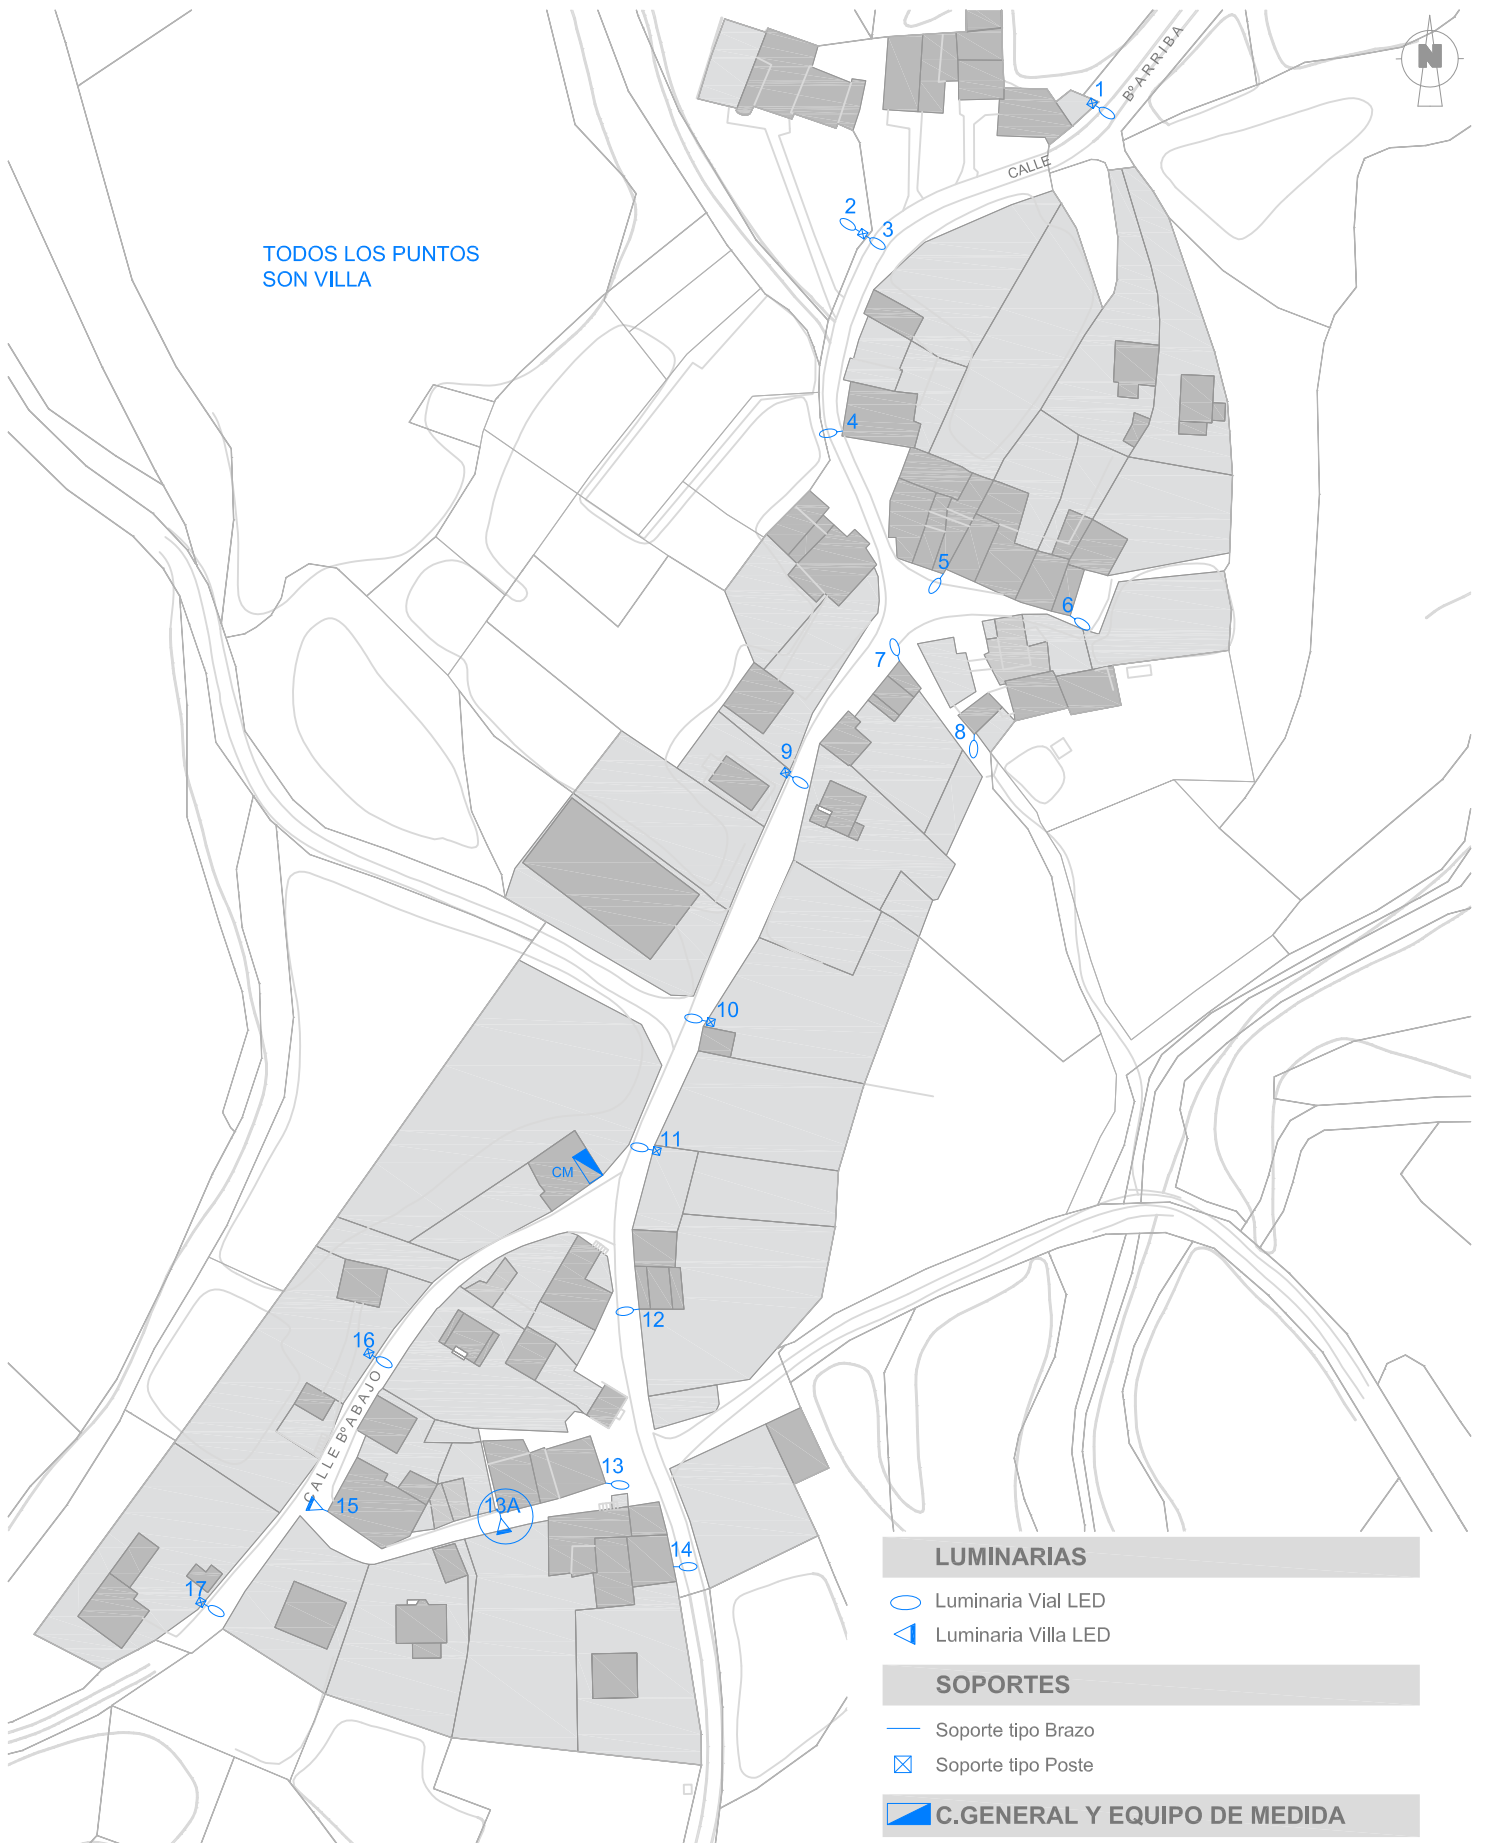 N
1
Bº ARRIBA
CALLE
2
3
TODOS LOS PUNTOS
SON VILLA
4
5
6
7
8
9
10
11
CM
12
16
CALLE BºABAJO
13
15
13A
14
17
LUMINARIAS
Luminaria Vial LED
Luminaria Villa LED
SOPORTES
Soporte tipo Brazo
Soporte tipo Poste
C.GENERAL Y EQUIPO DE MEDIDA